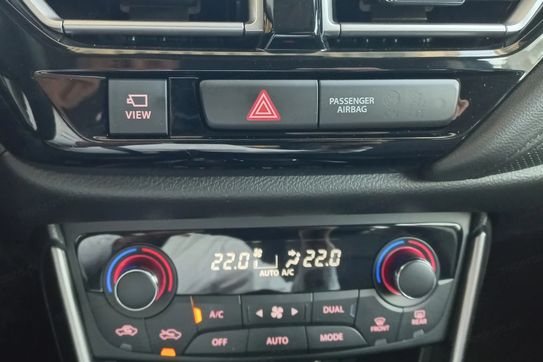 VIEW
PASSENGER
AIRBAG
22.0 22.0
AUTO A/C
A/C
DUAL
OFF
AUTO
MODE
FRONT
REAR